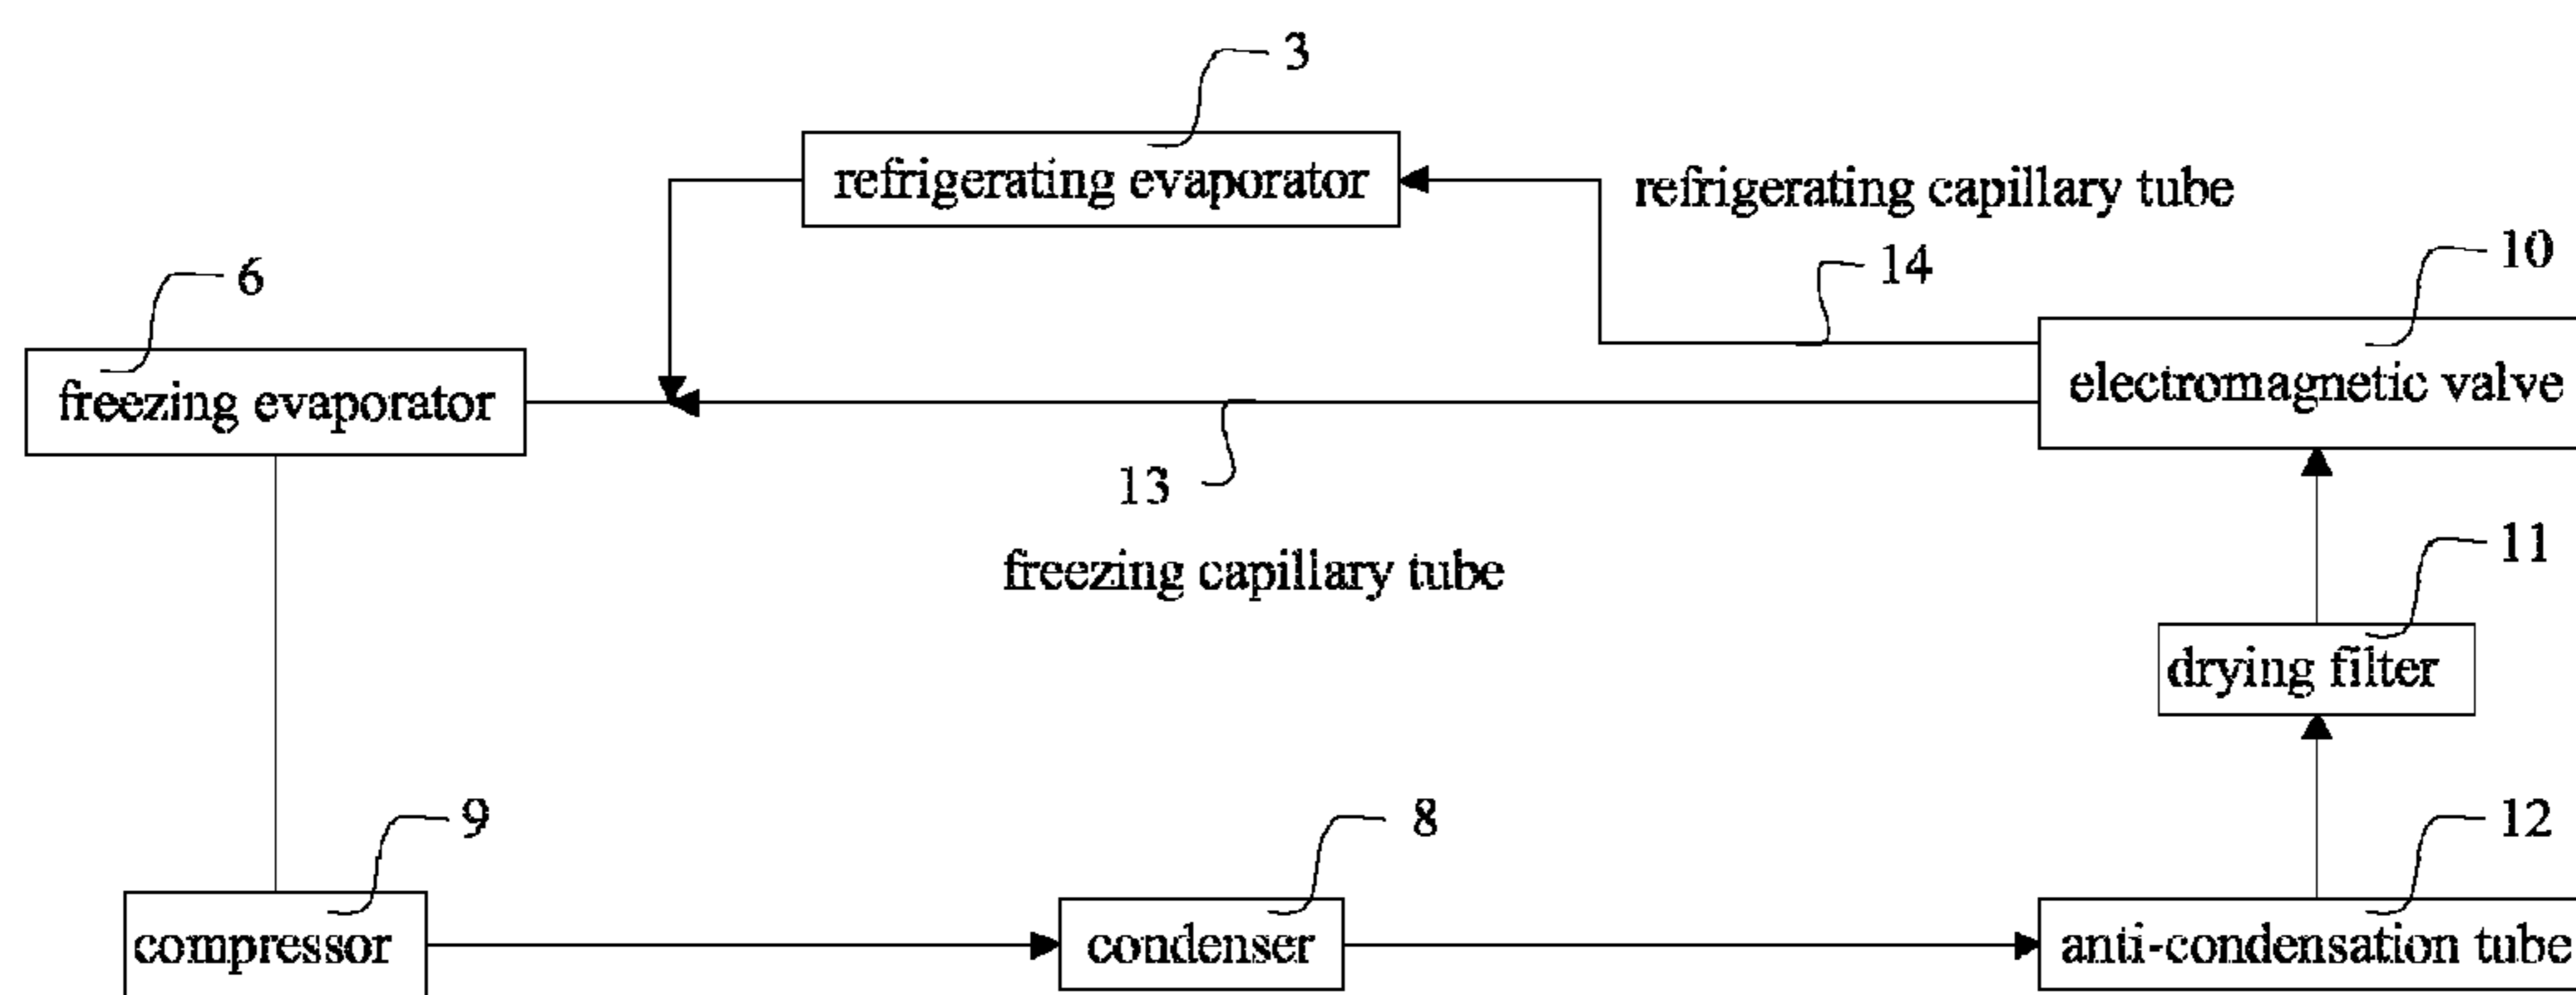 3
refrigerating evaporator
refrigerating capillary tube
14
10
6
freezing evaporator
electromagnetic valve
13
freezing capillary tube
11
drying filter
9
8
12
compressor
condenser
anti-condensation tube